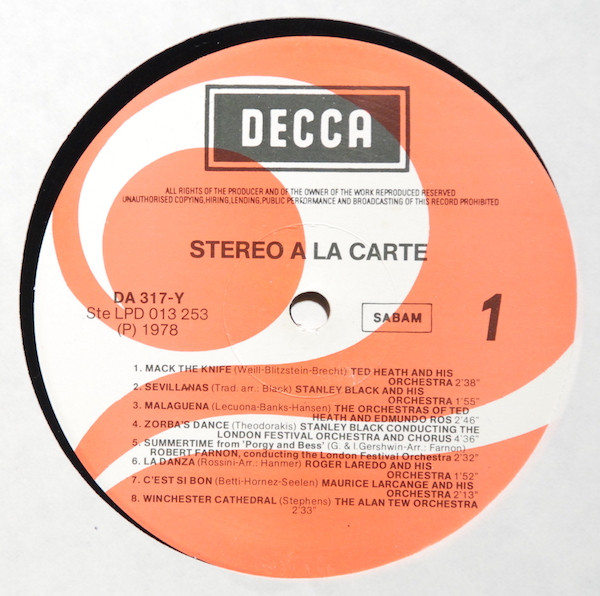 DECCA
ALL RIGHTS OF THE PRODUCER AND OF THE OWNER OF THE WORK REPRODUCED RESERVED
UNAUTHORISED COPYING,HIRING,LENDING,PUBLIC PERFORMANCE AND BROADCASTING OF THIS RECORD PROHIBITED
STEREO A LA CARTE
DA 317-Y
Ste LPD 013 253
(P) 1978
SABAM
1
1. MACK THE KNIFE (Weill-Blitzstein-Brecht) TED HEATH AND HIS
ORCHESTRA 2'38"
2. SEVILLANAS (Trad. arr. Black) STANLEY BLACK AND HIS
ORCHESTRA 1'55"
3. MALAGUENA (Lecuona-Banks-Hansen) THE ORCHESTRAS OF TED
HEATH AND EDMUNDO ROS 2'46"
4. ZORBA'S DANCE (Theodorakis) STANLEY BLACK CONDUCTING THE
LONDON FESTIVAL ORCHESTRA AND CHORUS 4'36"
5. SUMMERTIME from 'Porgy and Bess' (G. & I.Gershwin-Arr.: Farnon)
ROBERT FARNON, conducting the London Festival Orchestra 2'32
6. LA DANZA (Rossini-Arr.: Hanmer) ROGER LAREDO AND HIS
ORCHESTRA 1'52"
7. C'EST SI BON (Betti-Hornez-Seelen) MAURICE LARCANGE AND HIS
ORCHESTRA 2'13"
8. WINCHESTER CATHEDRAL (Stephens) THE ALAN TEW ORCHESTRA
2'33"